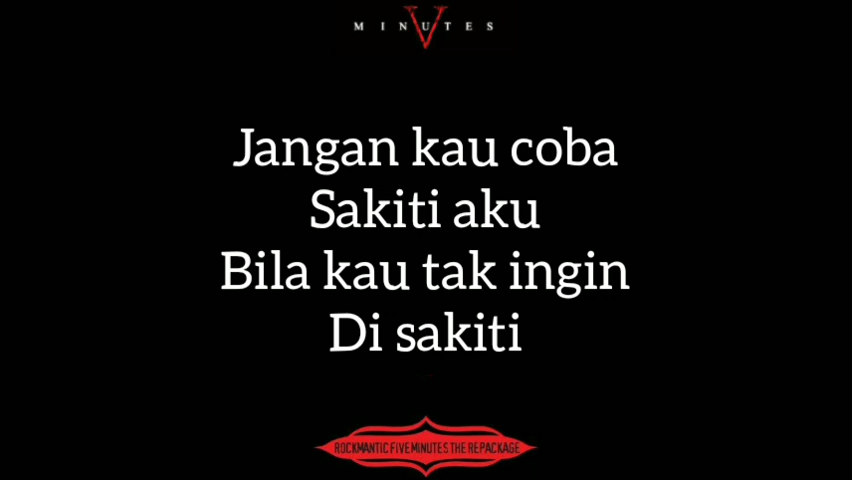 MINUTES
V
Jangan kau coba
Sakiti aku
Bila kau tak ingin
Di sakiti
ROCKMANTIC FIVE MINUTES THE REPACKAGE